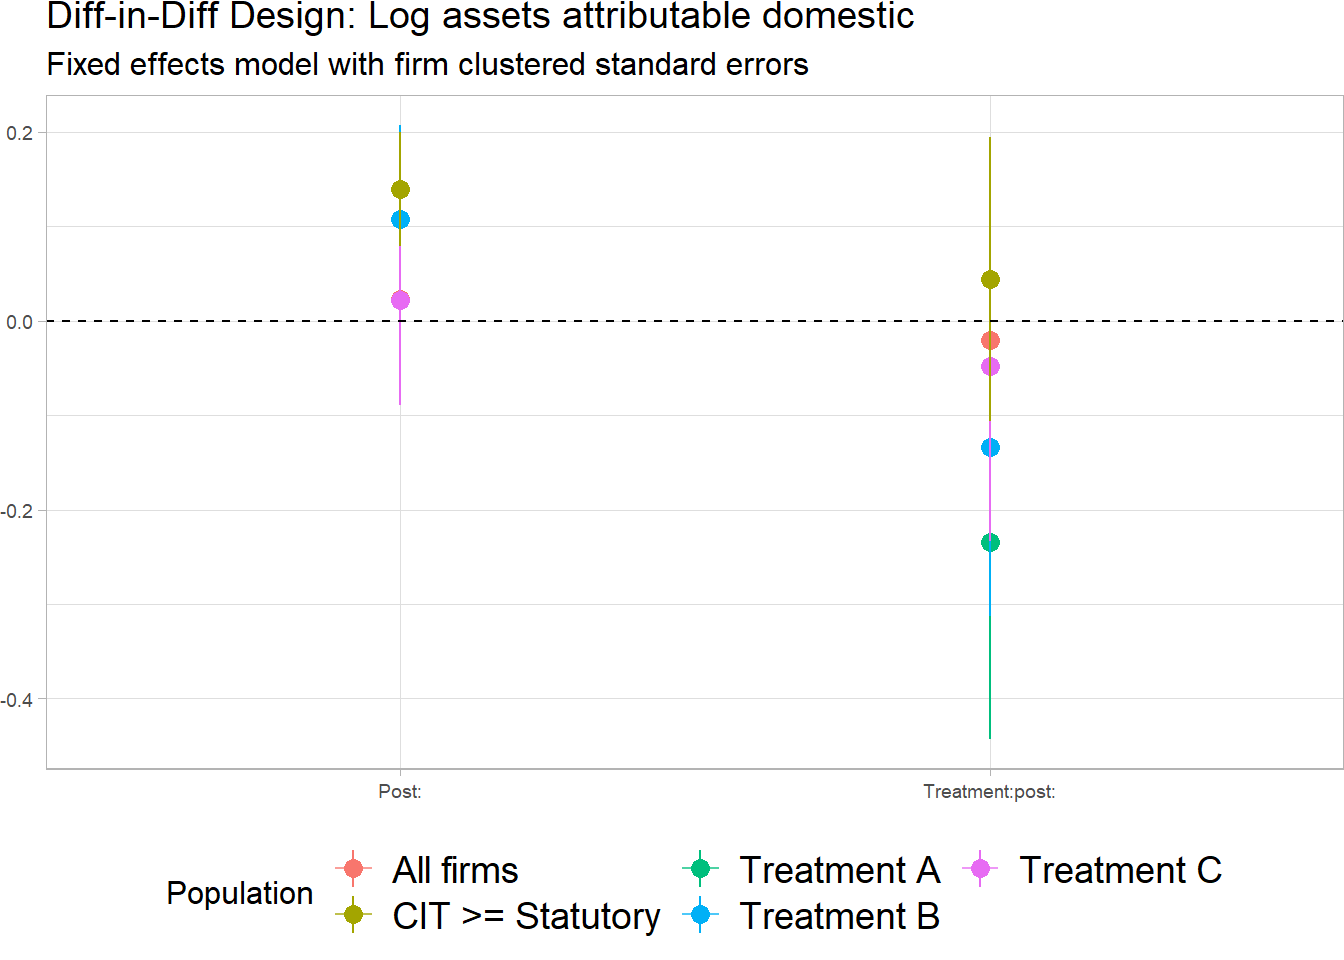 Diff-in-Diff Design: Log assets attributable domestic
Fixed effects model with firm clustered standard errors
0.2
0.0
-0.2
-0.4
Post:
Treatment:post:
Population
All firms
CIT >= Statutory
Treatment A
Treatment B
Treatment C